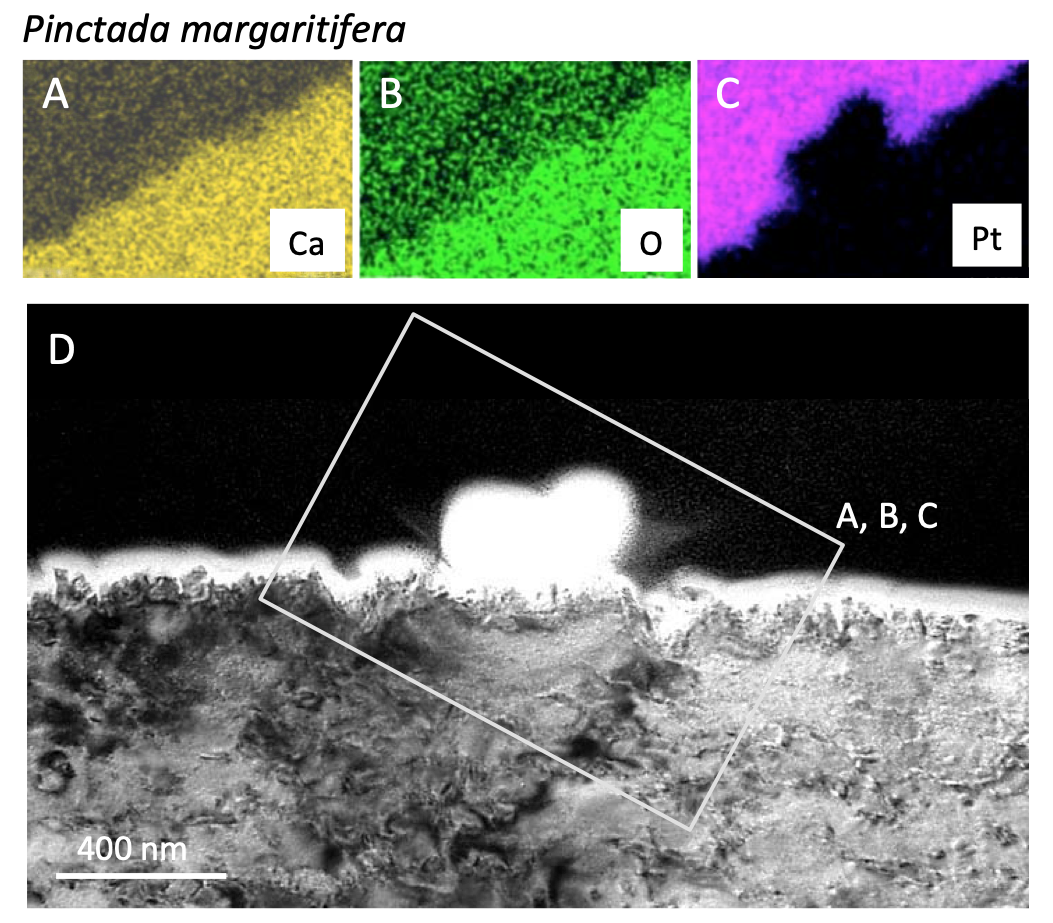 Pinctada margaritifera
A
B
C
Ca
O
Pt
D
A, B, C
400 nm